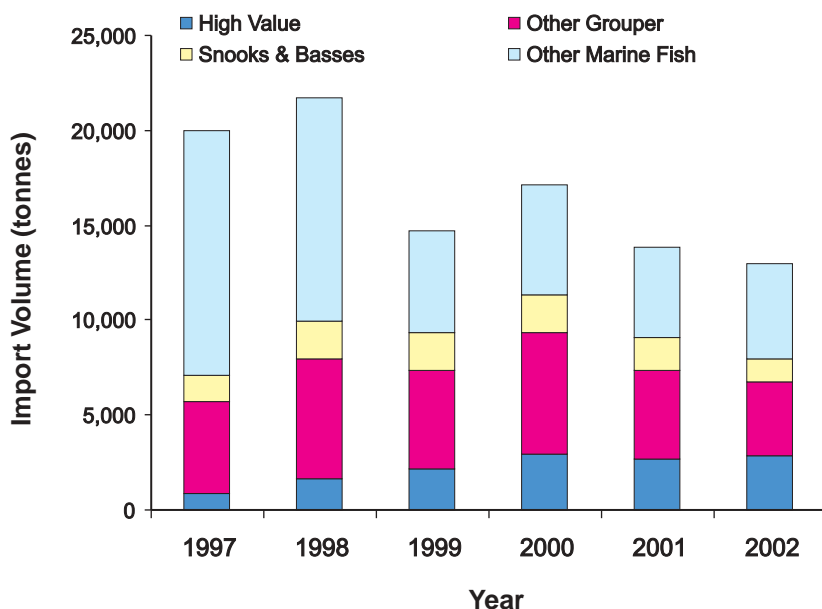 High Value
Other Grouper
Snooks & Basses
Other Marine Fish
25,000
20,000
15,000
10,000
5,000
0
Import Volume (tonnes)
1997 1998 1999 2000 2001 2002
Year